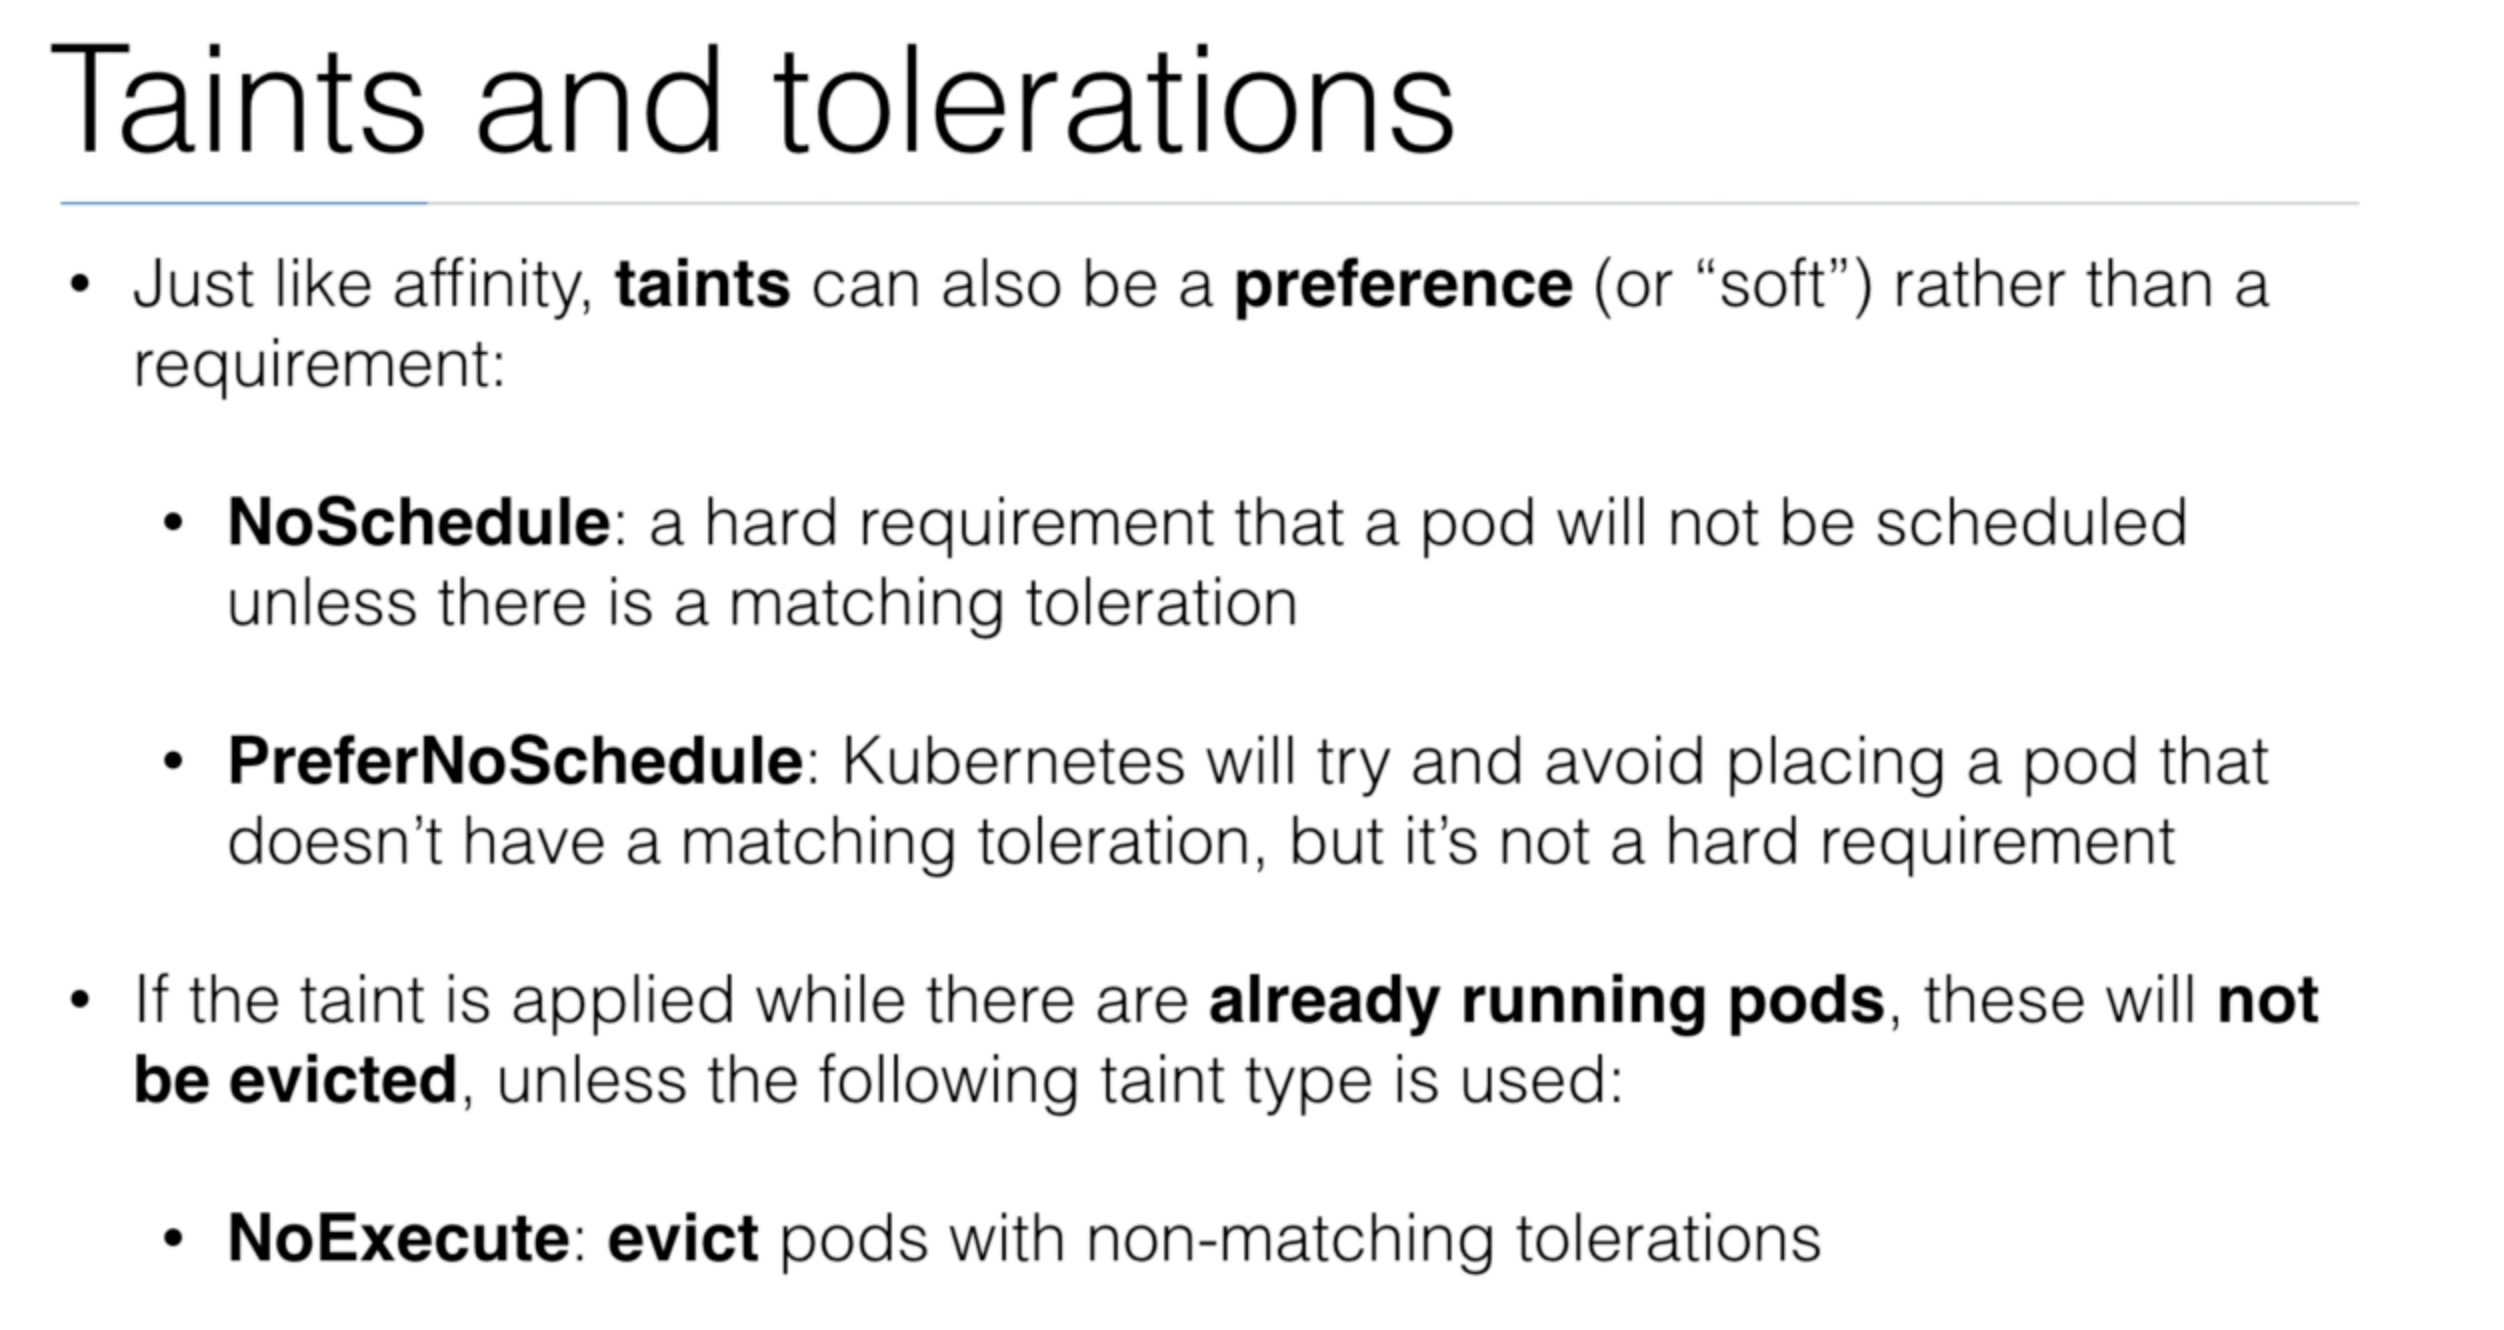 Taints and tolerations
• Just like affinity, taints can also be a preference (or “soft”) rather than a
requirement:
• NoSchedule: a hard requirement that a pod will not be scheduled
unless there is a matching toleration
• PreferNoSchedule: Kubernetes will try and avoid placing a pod that
doesn’t have a matching toleration, but it’s not a hard requirement
• If the taint is applied while there are already running pods, these will not
be evicted, unless the following taint type is used:
• NoExecute: evict pods with non-matching tolerations